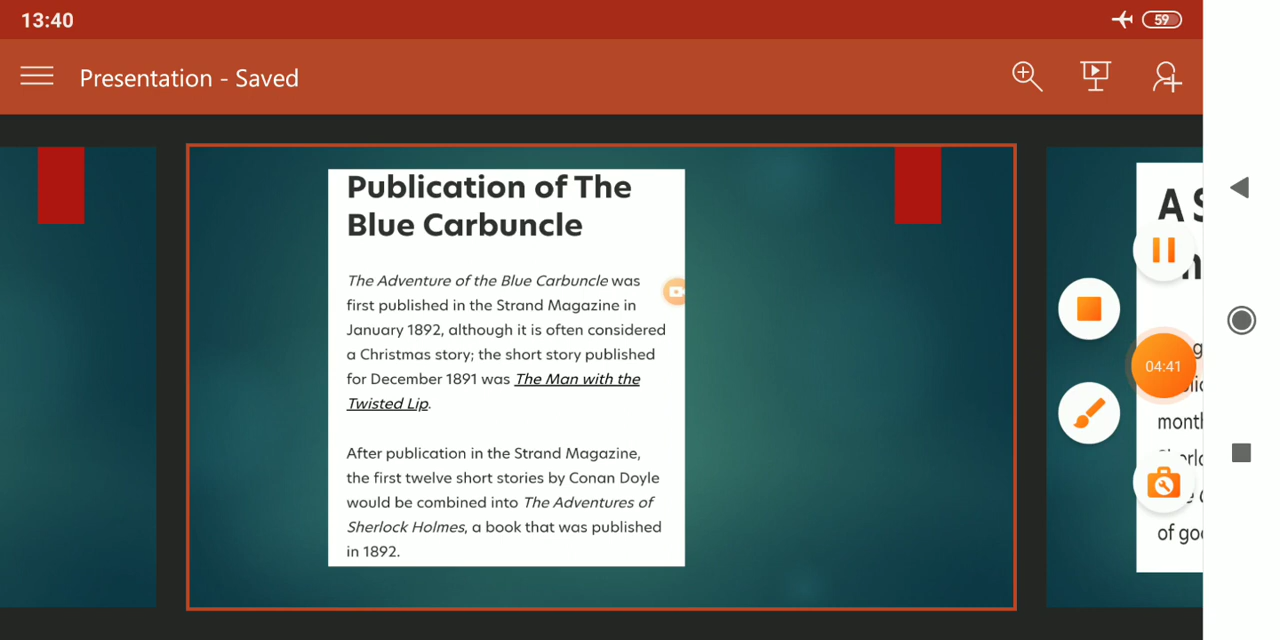 13:40
59
Presentation - Saved
Publication of The
Blue Carbuncle
The Adventure of the Blue Carbuncle was
first published in the Strand Magazine in
January 1892, although it is often considered
a Christmas story; the short story published
for December 1891 was The Man with the
Twisted Lip.
After publication in the Strand Magazine,
the first twelve short stories by Conan Doyle
would be combined into The Adventures of
Sherlock Holmes, a book that was published
in 1892.
A S
04:41
month
of goo